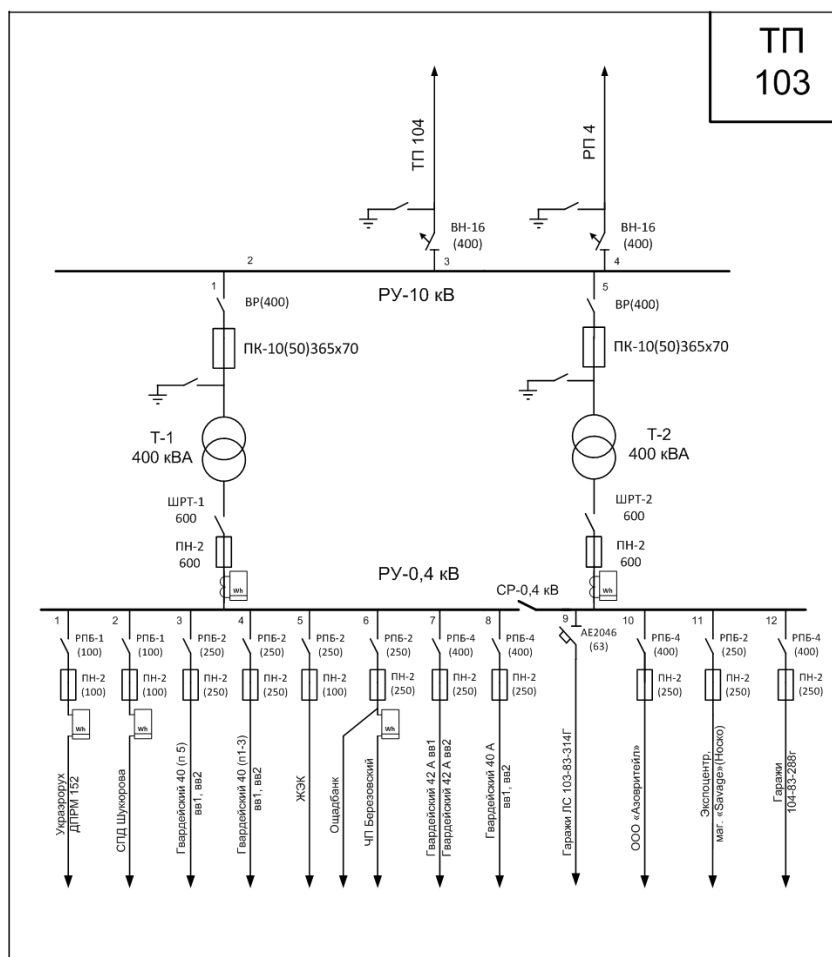 ТП
103
ТП 104
РП 4
ВН-16
(400)
ВН-16
(400)
2
3
4
РУ-10 кВ
1
ВР(400)
5
ВР(400)
ПК-10(50)365х70
ПК-10(50)365х70
Т-1
400 кВА
Т-2
400 кВА
ШРТ-1
600
ШРТ-2
600
ПН-2
600
ПН-2
600
Wh
Wh
РУ-0,4 кВ
СР-0,4 кВ
1
РПБ-1
(100)
2
РПБ-1
(100)
3
РПБ-2
(250)
4
РПБ-2
(250)
5
РПБ-2
(250)
6
РПБ-2
(250)
7
РПБ-4
(400)
8
РПБ-4
(400)
9
АЕ2046
(63)
10
РПБ-4
(400)
11
РПБ-2
(250)
12
РПБ-4
(400)
ПН-2
(100)
ПН-2
(100)
ПН-2
(250)
ПН-2
(250)
ПН-2
(100)
ПН-2
(250)
ПН-2
(250)
ПН-2
(250)
ПН-2
(250)
ПН-2
(250)
ПН-2
(250)
Wh
Wh
Wh
Украэрорух
ДПРМ 152
СПД Шукюрова
Гвардейский 40 (п 5)
вв1, вв2
Гвардейский 40 (п1-3)
вв1, вв2
ЖЭК
Ощадбанк
ЧП Березовский
Гвардейский 42 А вв1
Гвардейский 42 А вв2
Гвардейский 40 А
вв1, вв2
Гаражи ЛС 103-83-314Г
ООО «Азовритейл»
Экспоцентр,
маг. «Savage»(Носко)
Гаражи
104-83-288г